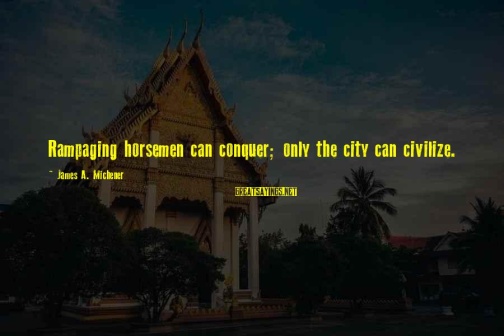 Rampaging horsemen can conquer; only the city can civilize.
~ James A. Michener
GREATSAYINGS.NET